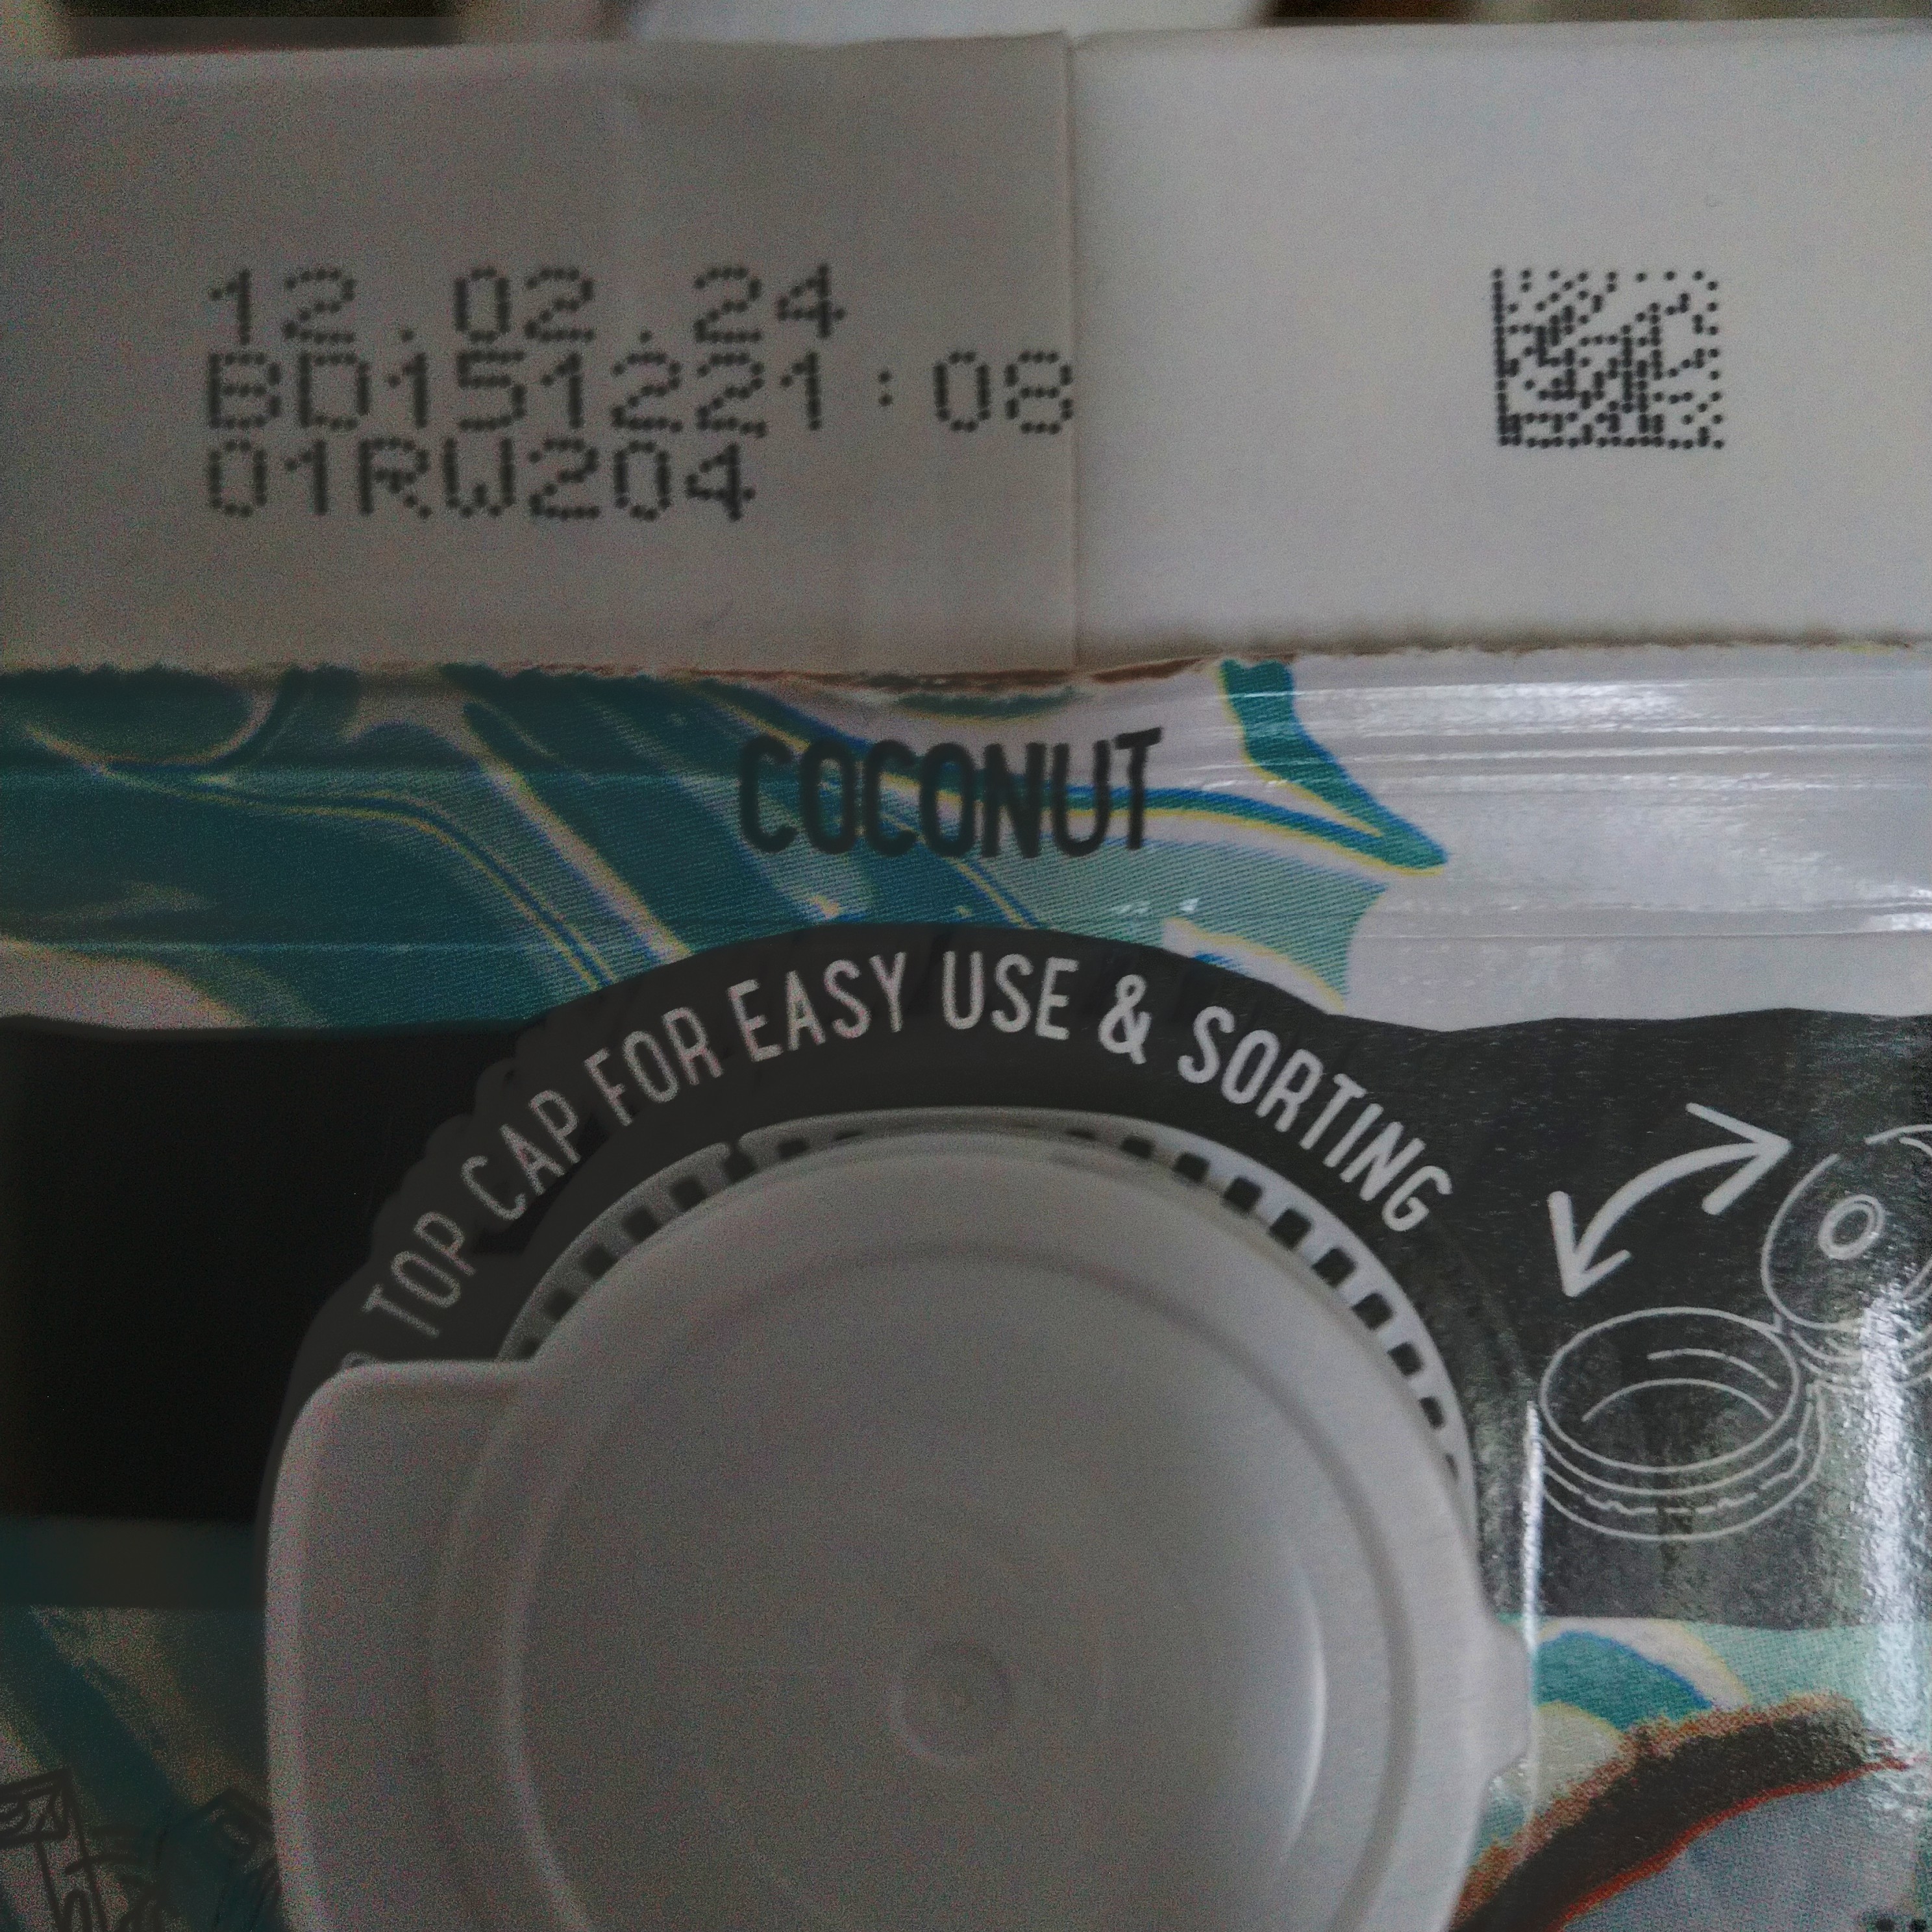 12.02.24
BD151221:08
01RW204
COCONUT
TOP CAP FOR EASY USE & SORTING